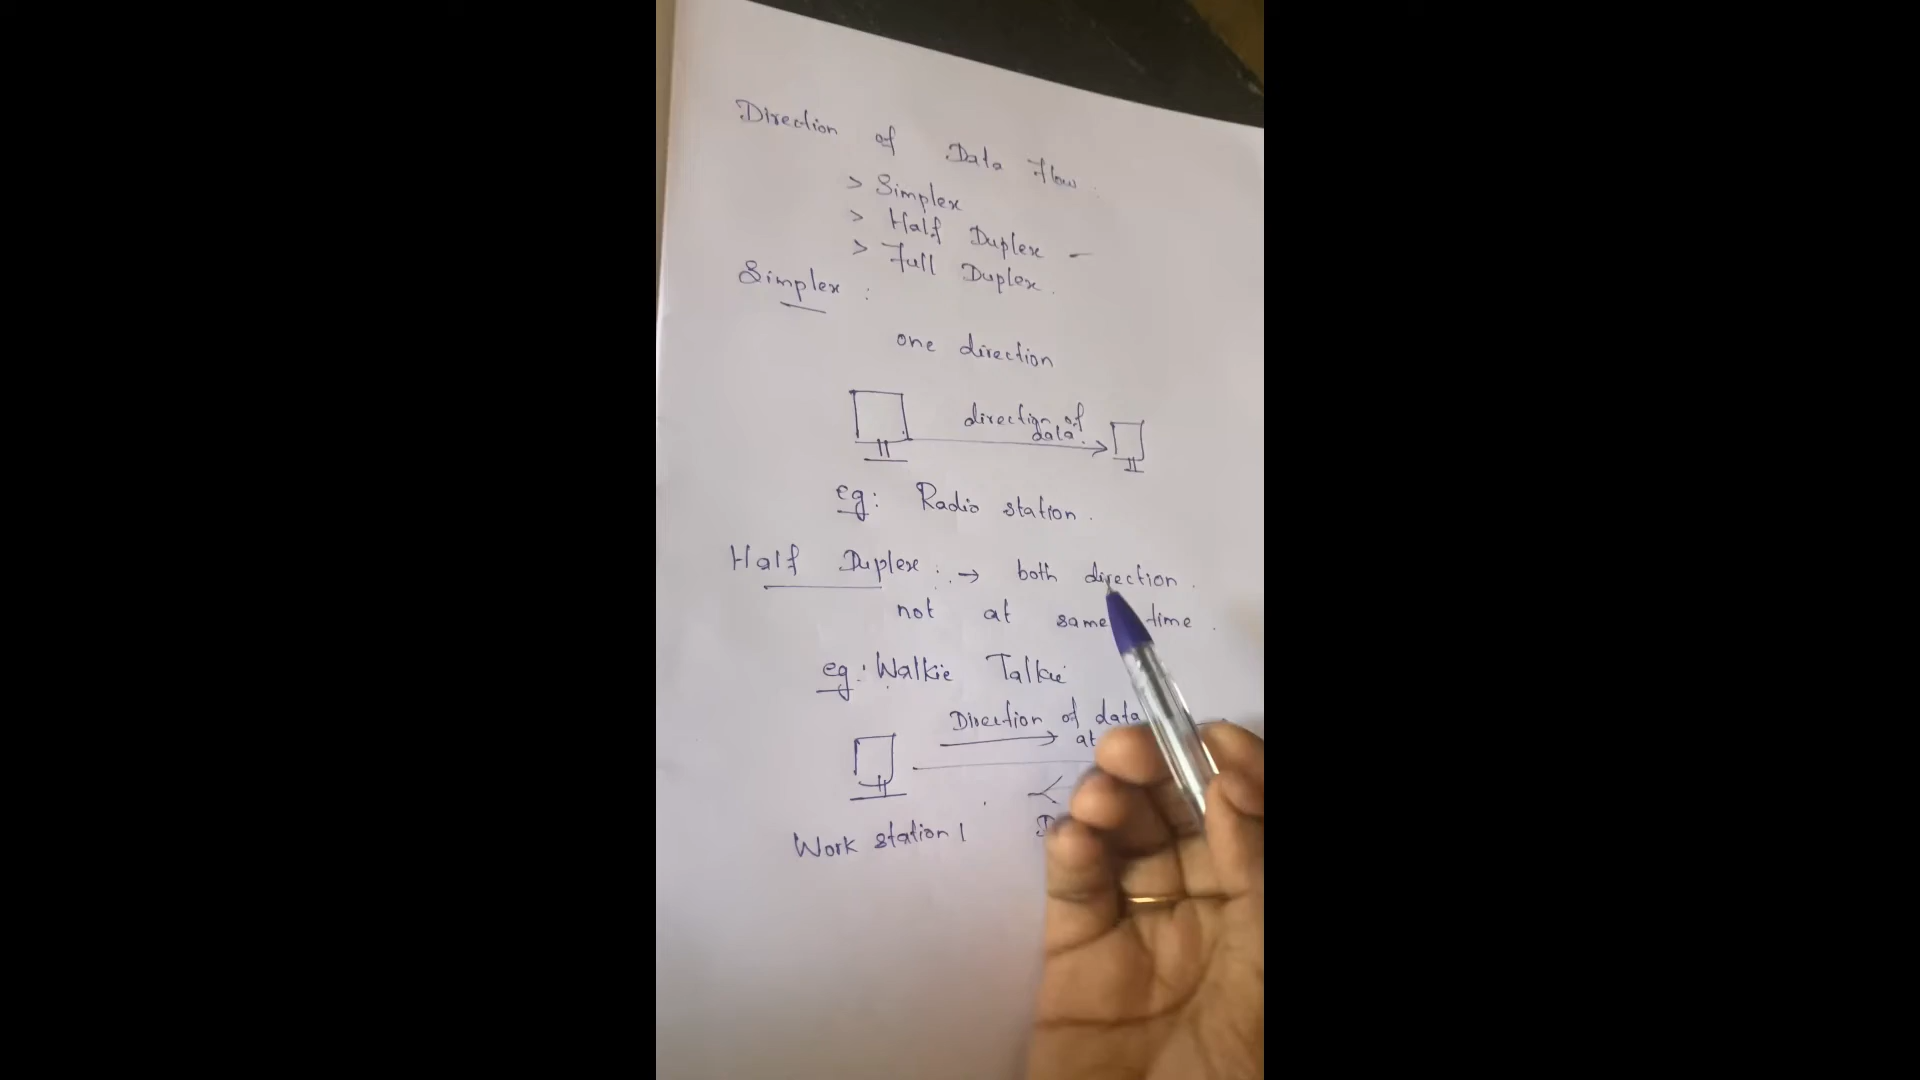 Direction of Data Flow.
> Simplex
> Half Duplex –
> Full Duplex.
Simplex :
one direction
direction of
data.
eg: Radio station.
Half Duplex : → both direction.
not at same time.
eg: Walkie Talkie
Direction of data
at
Work station 1